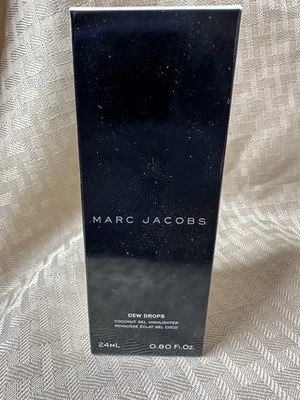 MARC JACOBS
DEW DROPS
COCONUT GEL HIGHLIGHTER
REHAUSSE ÉCLAT GEL COCO
24mL 0.80 Fl.Oz.